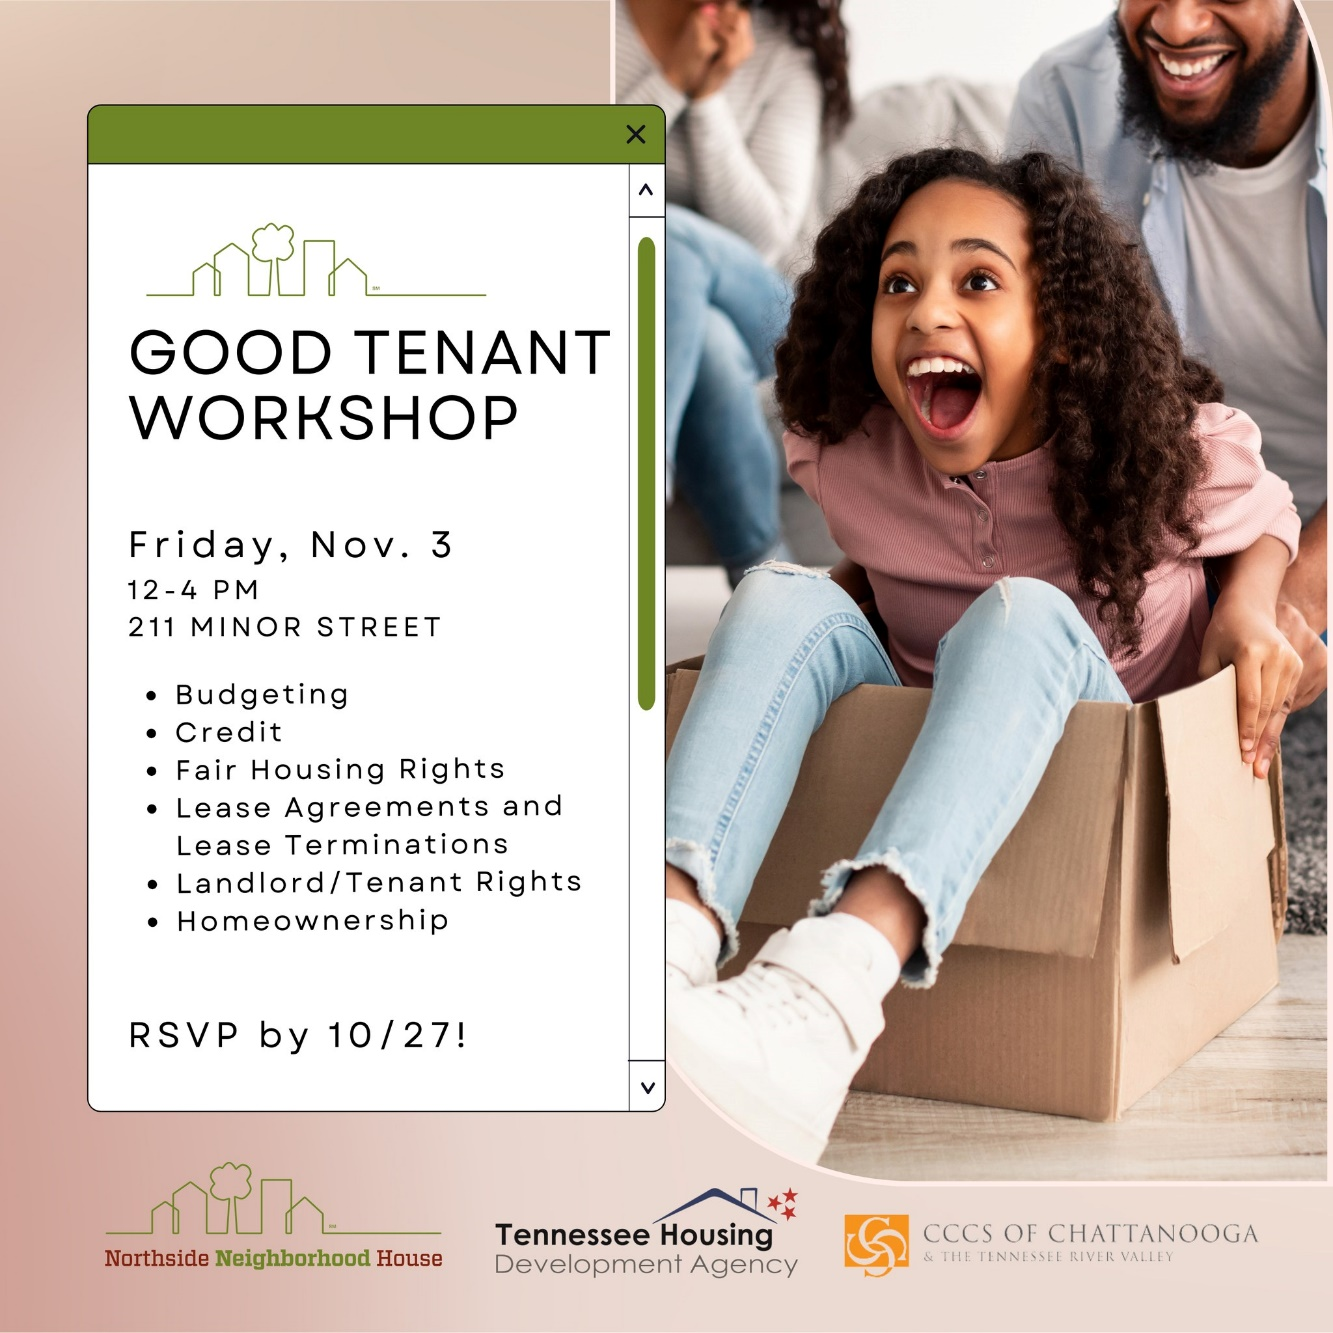 GOOD TENANT
WORKSHOP
Friday, Nov. 3
12-4 PM
211 MINOR STREET
• Budgeting
• Credit
• Fair Housing Rights
• Lease Agreements and
Lease Terminations
• Landlord/Tenant Rights
• Homeownership
RSVP by 10/27!
Northside Neighborhood House
Tennessee Housing
Development Agency
CCCS OF CHATTANOOGA
& THE TENNESSEE RIVER VALLEY